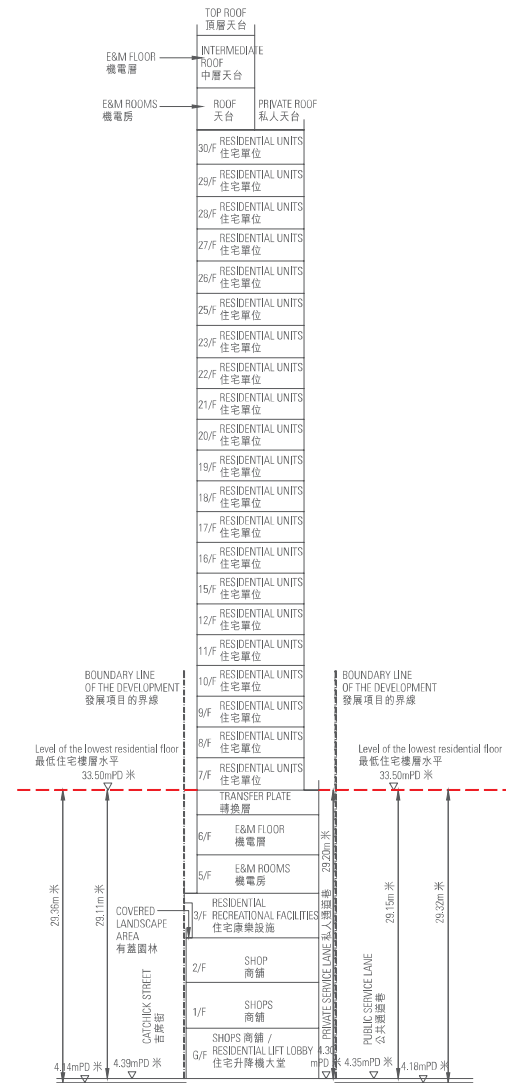 TOP ROOF
頂層天台
E&M FLOOR
機電層
INTERMEDIATE
ROOF
中層天台
E&M ROOMS
機電房
ROOF
天台
PRIVATE ROOF
私人天台
30/F RESIDENTIAL UNITS
住宅單位
29/F RESIDENTIAL UNITS
住宅單位
28/F RESIDENTIAL UNITS
住宅單位
27/F RESIDENTIAL UNITS
住宅單位
26/F RESIDENTIAL UNITS
住宅單位
25/F RESIDENTIAL UNITS
住宅單位
23/F RESIDENTIAL UNITS
住宅單位
22/F RESIDENTIAL UNITS
住宅單位
21/F RESIDENTIAL UNITS
住宅單位
20/F RESIDENTIAL UNITS
住宅單位
19/F RESIDENTIAL UNITS
住宅單位
18/F RESIDENTIAL UNITS
住宅單位
17/F RESIDENTIAL UNITS
住宅單位
16/F RESIDENTIAL UNITS
住宅單位
15/F RESIDENTIAL UNITS
住宅單位
12/F RESIDENTIAL UNITS
住宅單位
11/F RESIDENTIAL UNITS
住宅單位
10/F RESIDENTIAL UNITS
住宅單位
9/F RESIDENTIAL UNITS
住宅單位
8/F RESIDENTIAL UNITS
住宅單位
7/F RESIDENTIAL UNITS
住宅單位
BOUNDARY LINE
OF THE DEVELOPMENT
發展項目的界線
BOUNDARY LINE
OF THE DEVELOPMENT
發展項目的界線
Level of the lowest residential floor
最低住宅樓層水平
33.50mPD 米
Level of the lowest residential floor
最低住宅樓層水平
33.50mPD 米
TRANSFER PLATE
轉換層
6/F E&M FLOOR
機電層
5/F E&M ROOMS
機電房
3/F RESIDENTIAL
RECREATIONAL FACILITIES
住宅康樂設施
COVERED
LANDSCAPE
AREA
有蓋園林
2/F SHOP
商舖
1/F SHOPS
商舖
G/F SHOPS 商舖 /
RESIDENTIAL LIFT LOBBY
住宅升降機大堂
29.36m 米
29.11m 米
29.20m 米
29.15m 米
29.32m 米
CATCHICK STREET
吉席街
PRIVATE SERVICE LANE 私人通道巷
PUBLIC SERVICE LANE
公共通道巷
4.14mPD 米
4.39mPD 米
4.30
mPD 米
4.35mPD 米
4.18mPD 米